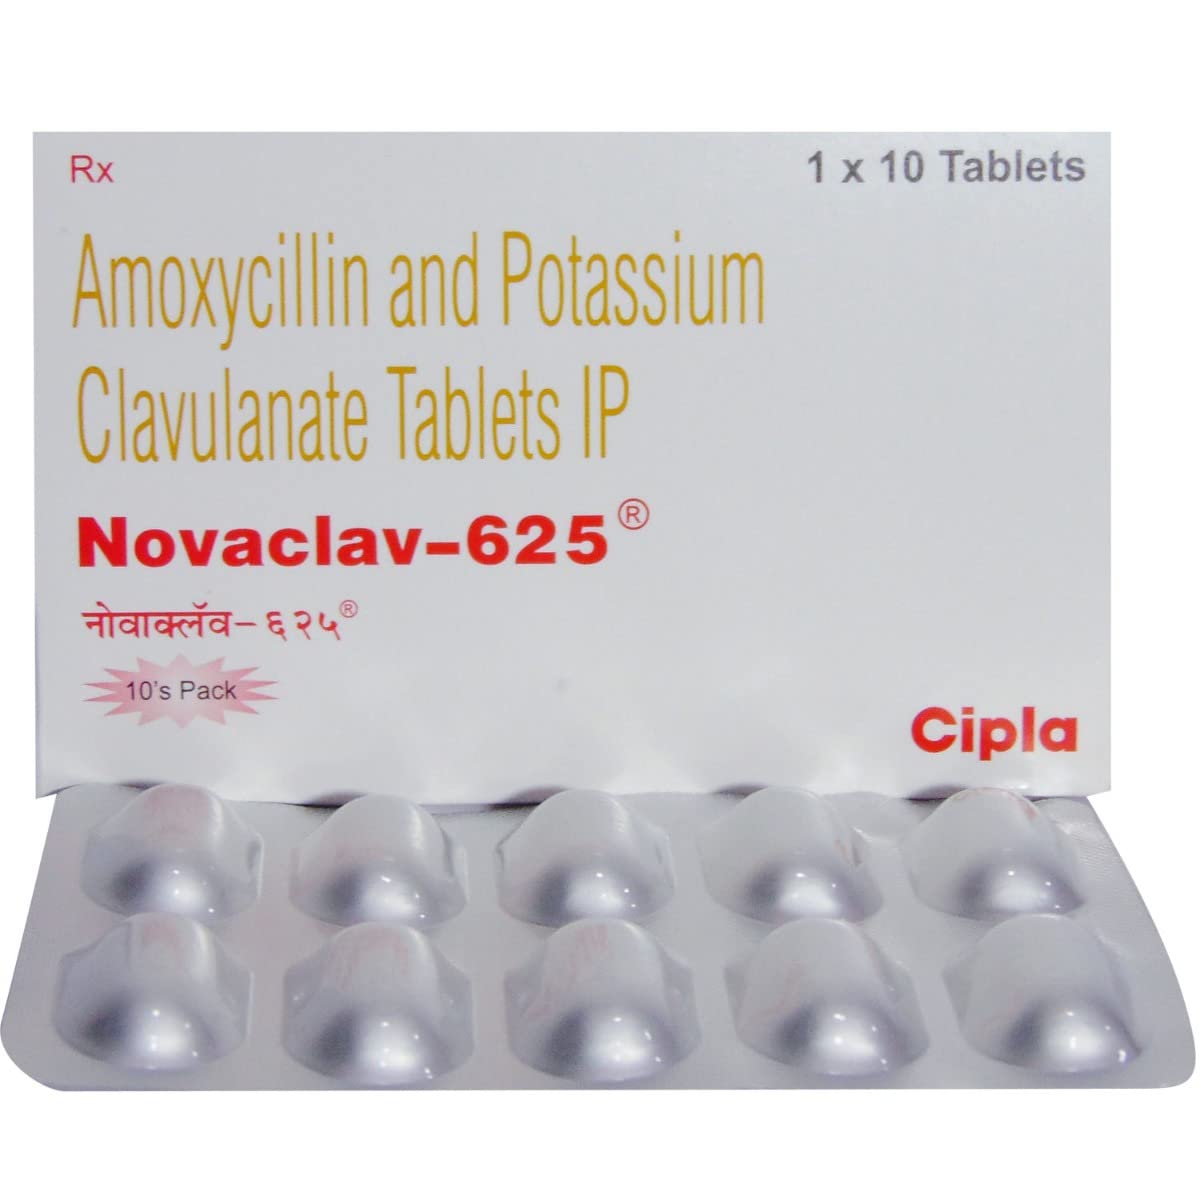 Rx
1 x 10 Tablets
Amoxycillin and Potassium
Clavulanate Tablets IP
Novaclav-625®
नोवाक्लॅव-६२५®
10's Pack
Cipla